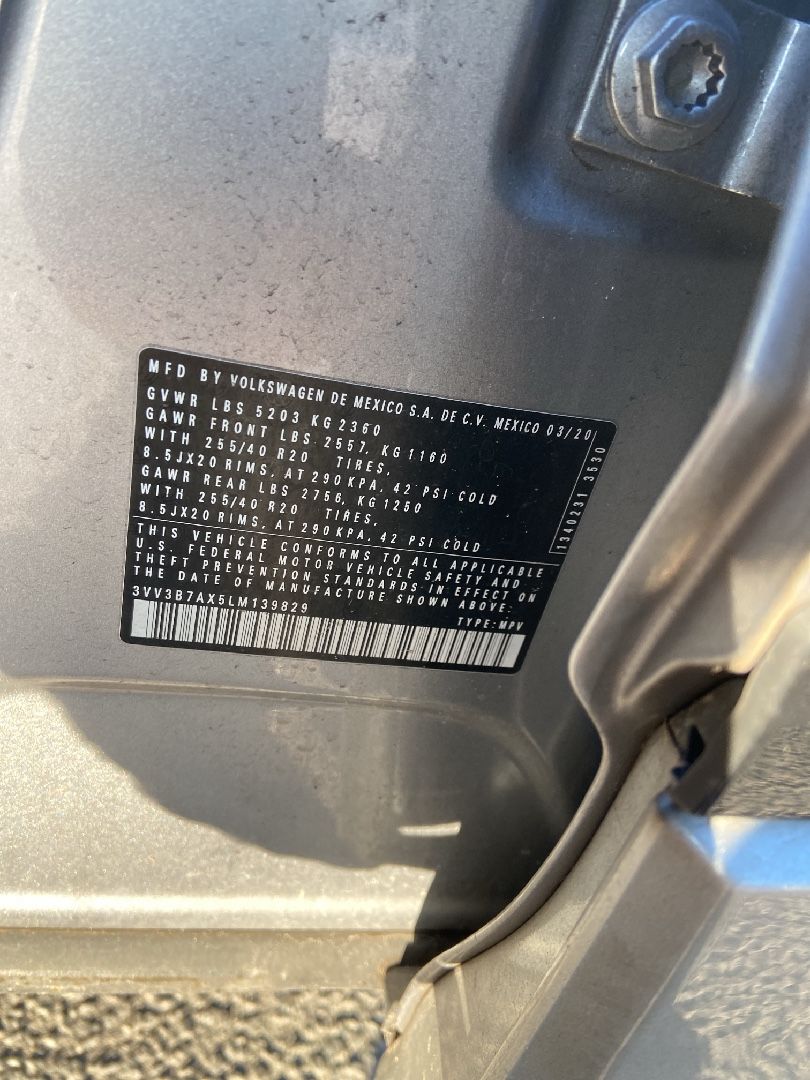 MFD BY VOLKSWAGEN DE MEXICO S.A. DE C.V. MEXICO 03/20
GVWR LBS 5203 KG 2360
GAWR FRONT LBS 2557, KG 1160
WITH 255/40 R20 TIRES,
8.5JX20 RIMS, AT 290KPA, 42 PSI COLD
GAWR REAR LBS 2756, KG 1250
WITH 255/40 R20 TIRES,
8.5JX20 RIMS, AT 290KPA, 42 PSI COLD
THIS VEHICLE CONFORMS TO ALL APPLICABLE
U.S. FEDERAL MOTOR VEHICLE SAFETY AND
THEFT PREVENTION STANDARDS IN EFFECT ON
THE DATE OF MANUFACTURE SHOWN ABOVE:
3VV3B7AX5LM139829
TYPE: MPV
1340231 3530